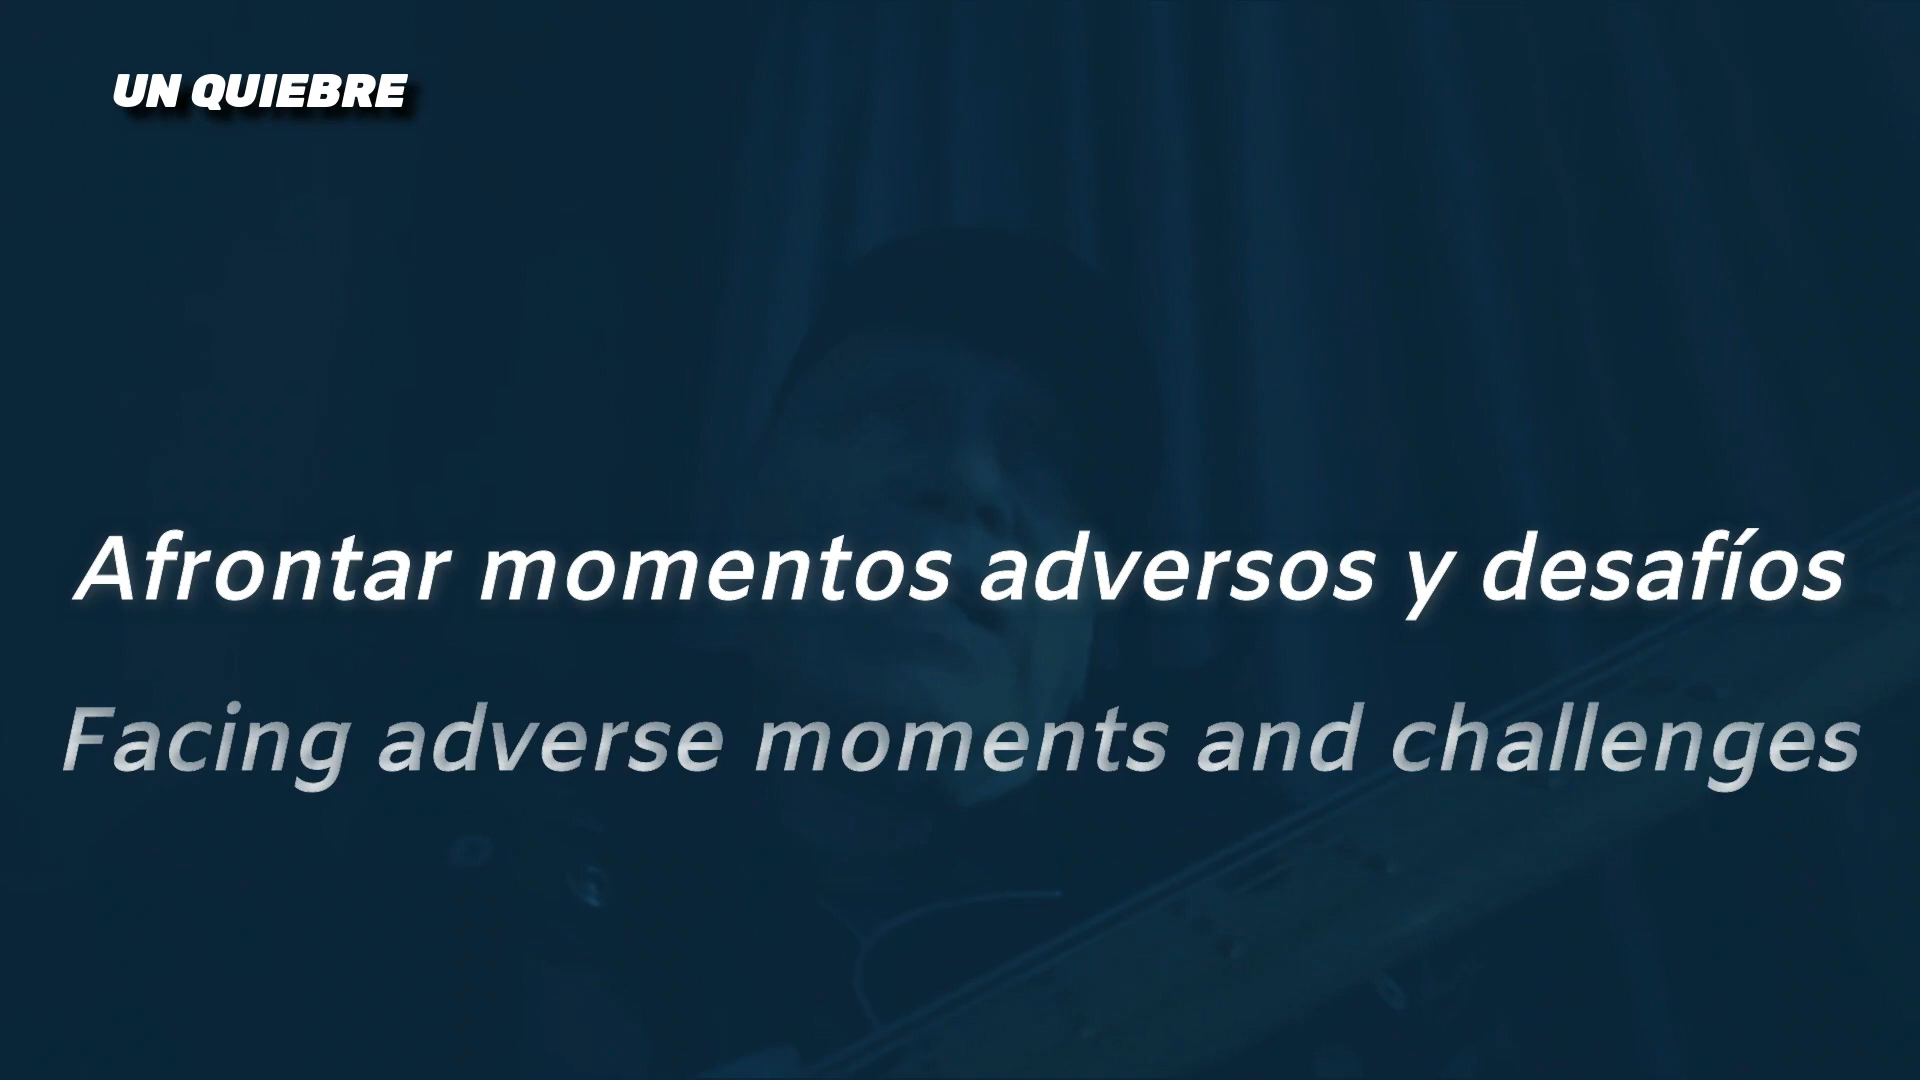 UN QUIEBRE
Afrontar momentos adversos y desafíos
Facing adverse moments and challenges